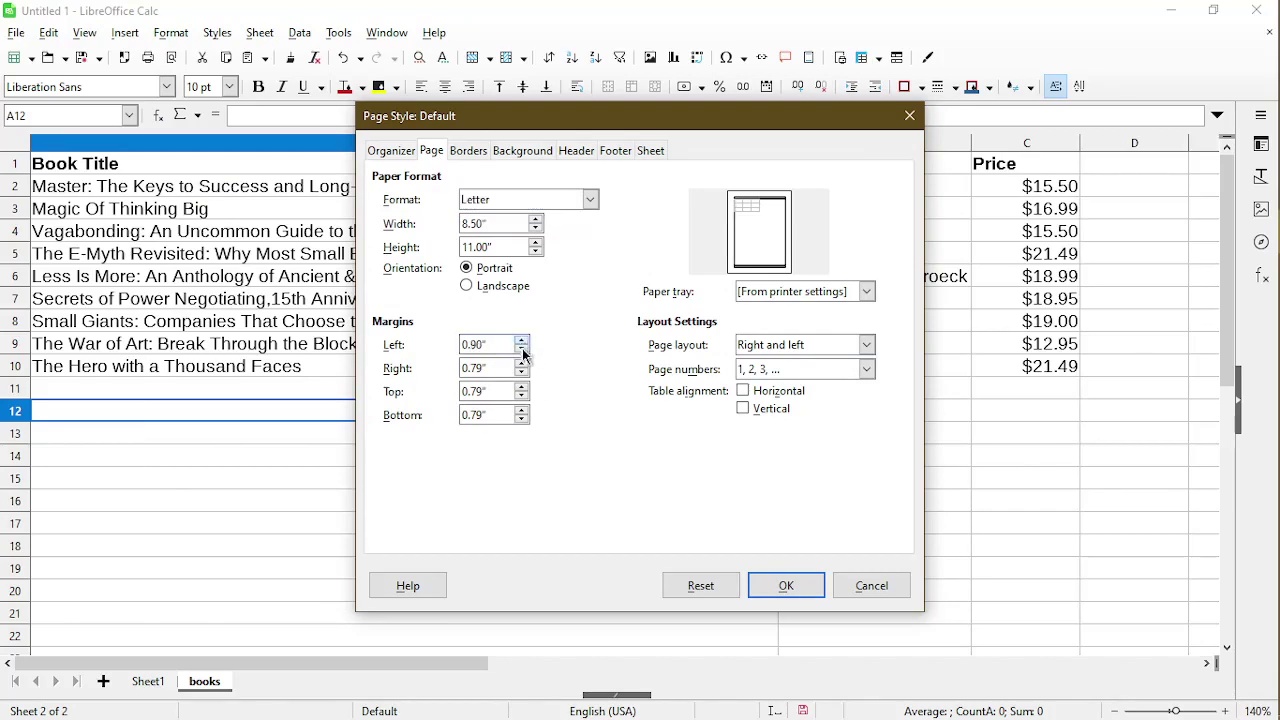 Untitled 1 - LibreOffice Calc
File Edit View Insert Format Styles Sheet Data Tools Window Help
Liberation Sans 10 pt
A12
Page Style: Default
Organizer Page Borders Background Header Footer Sheet
Paper Format
Format: Letter
Width: 8.50"
Height: 11.00"
Orientation: Portrait
Landscape
Paper tray: [From printer settings]
Margins
Left: 0.90"
Right: 0.79"
Top: 0.79"
Bottom: 0.79"
Layout Settings
Page layout: Right and left
Page numbers: 1, 2, 3, ...
Table alignment: Horizontal
Vertical
Help Reset OK Cancel
C D
1 Book Title Price
2 Master: The Keys to Success and Long- $15.50
3 Magic Of Thinking Big $16.99
4 Vagabonding: An Uncommon Guide to t $15.50
5 The E-Myth Revisited: Why Most Small $21.49
6 Less Is More: An Anthology of Ancient & roeck $18.99
7 Secrets of Power Negotiating,15th Anniv $18.95
8 Small Giants: Companies That Choose t $19.00
9 The War of Art: Break Through the Block $12.95
10 The Hero with a Thousand Faces $21.49
11
12
13
14
15
16
17
18
19
20
21
22
Sheet1 books
Sheet 2 of 2 Default English (USA) Average: ; CountA: 0; Sum: 0 140%